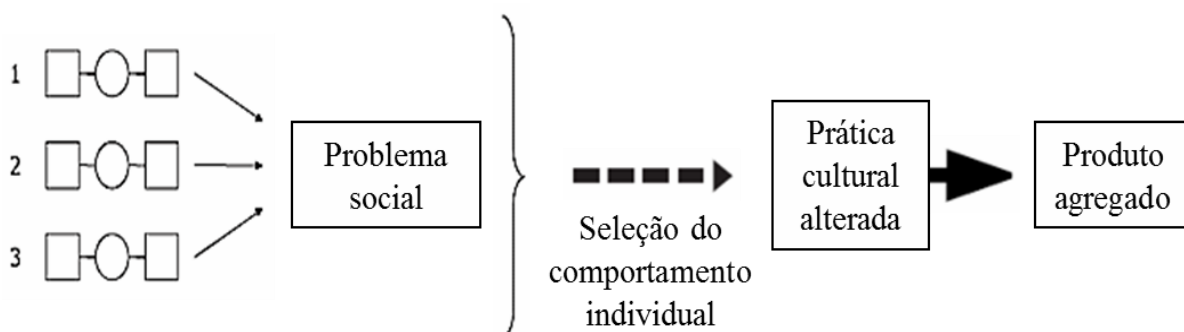 1
2
3
Problema
social
Seleção do
comportamento
individual
Prática
cultural
alterada
Produto
agregado